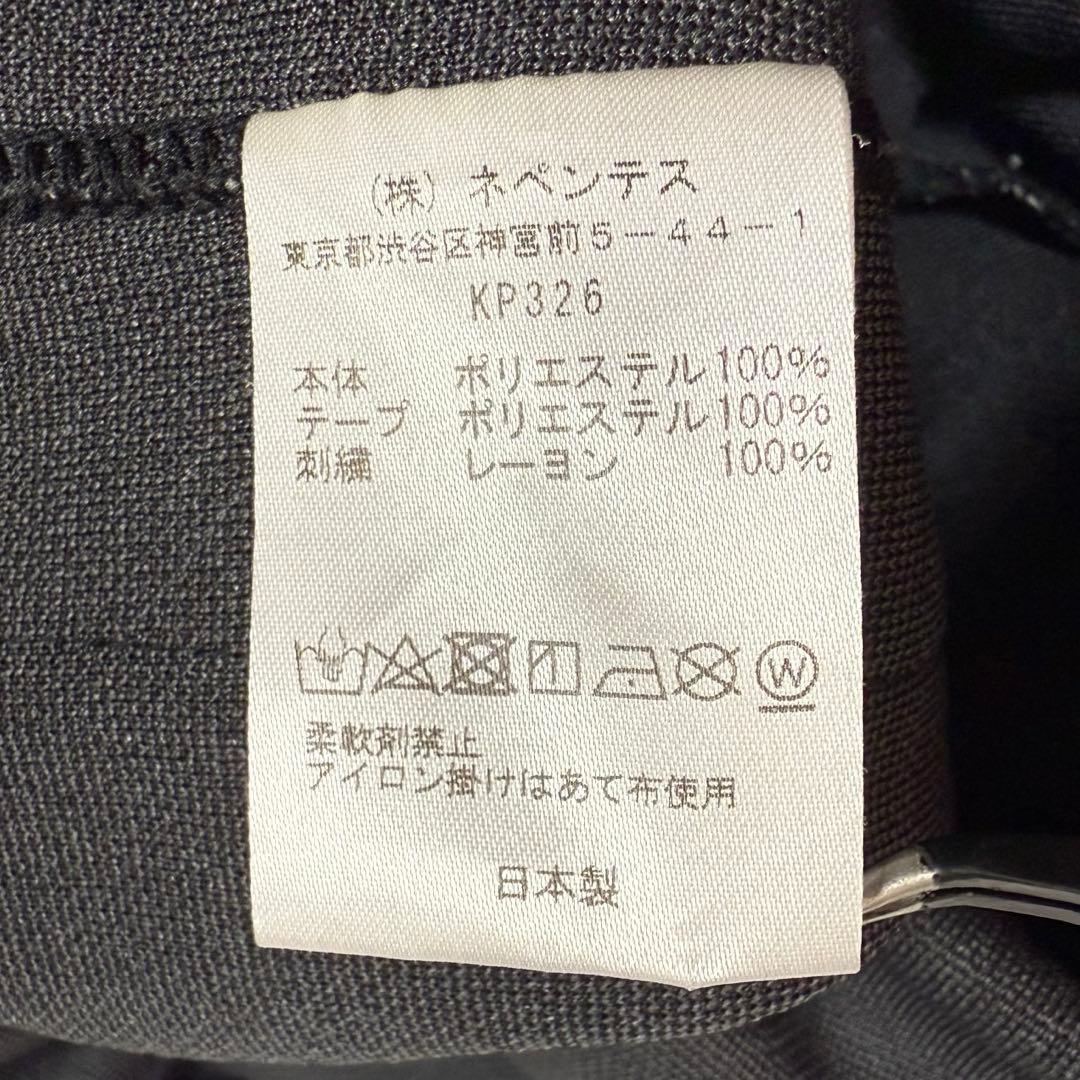 (株) ネペンテス
東京都渋谷区神宮前5-44-1
KP326
本体 ポリエステル100%
テープ ポリエステル100%
刺繍 レーヨン 100%
W
柔軟剤禁止
アイロン掛けはあて布使用
日本製